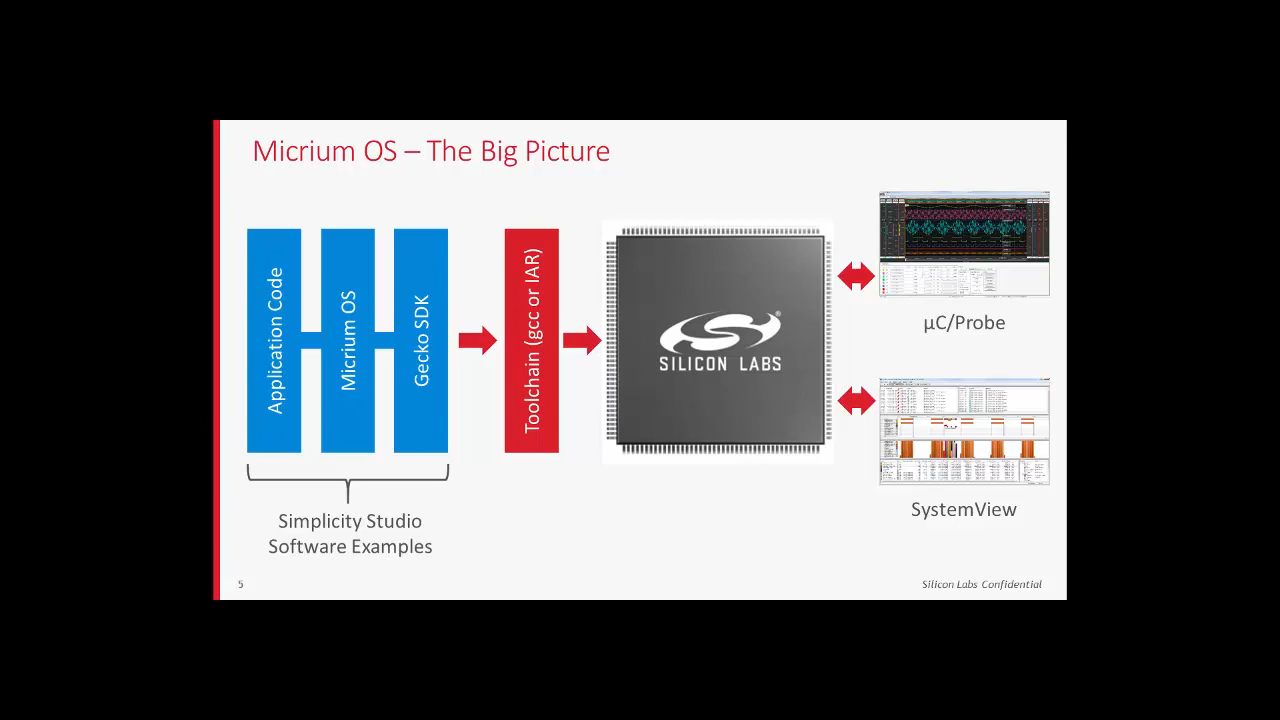 Micrium OS – The Big Picture
Application Code
Micrium OS
Gecko SDK
Toolchain (gcc or IAR)
®
SILICON LABS
µC/Probe
SystemView
Simplicity Studio
Software Examples
5
Silicon Labs Confidential